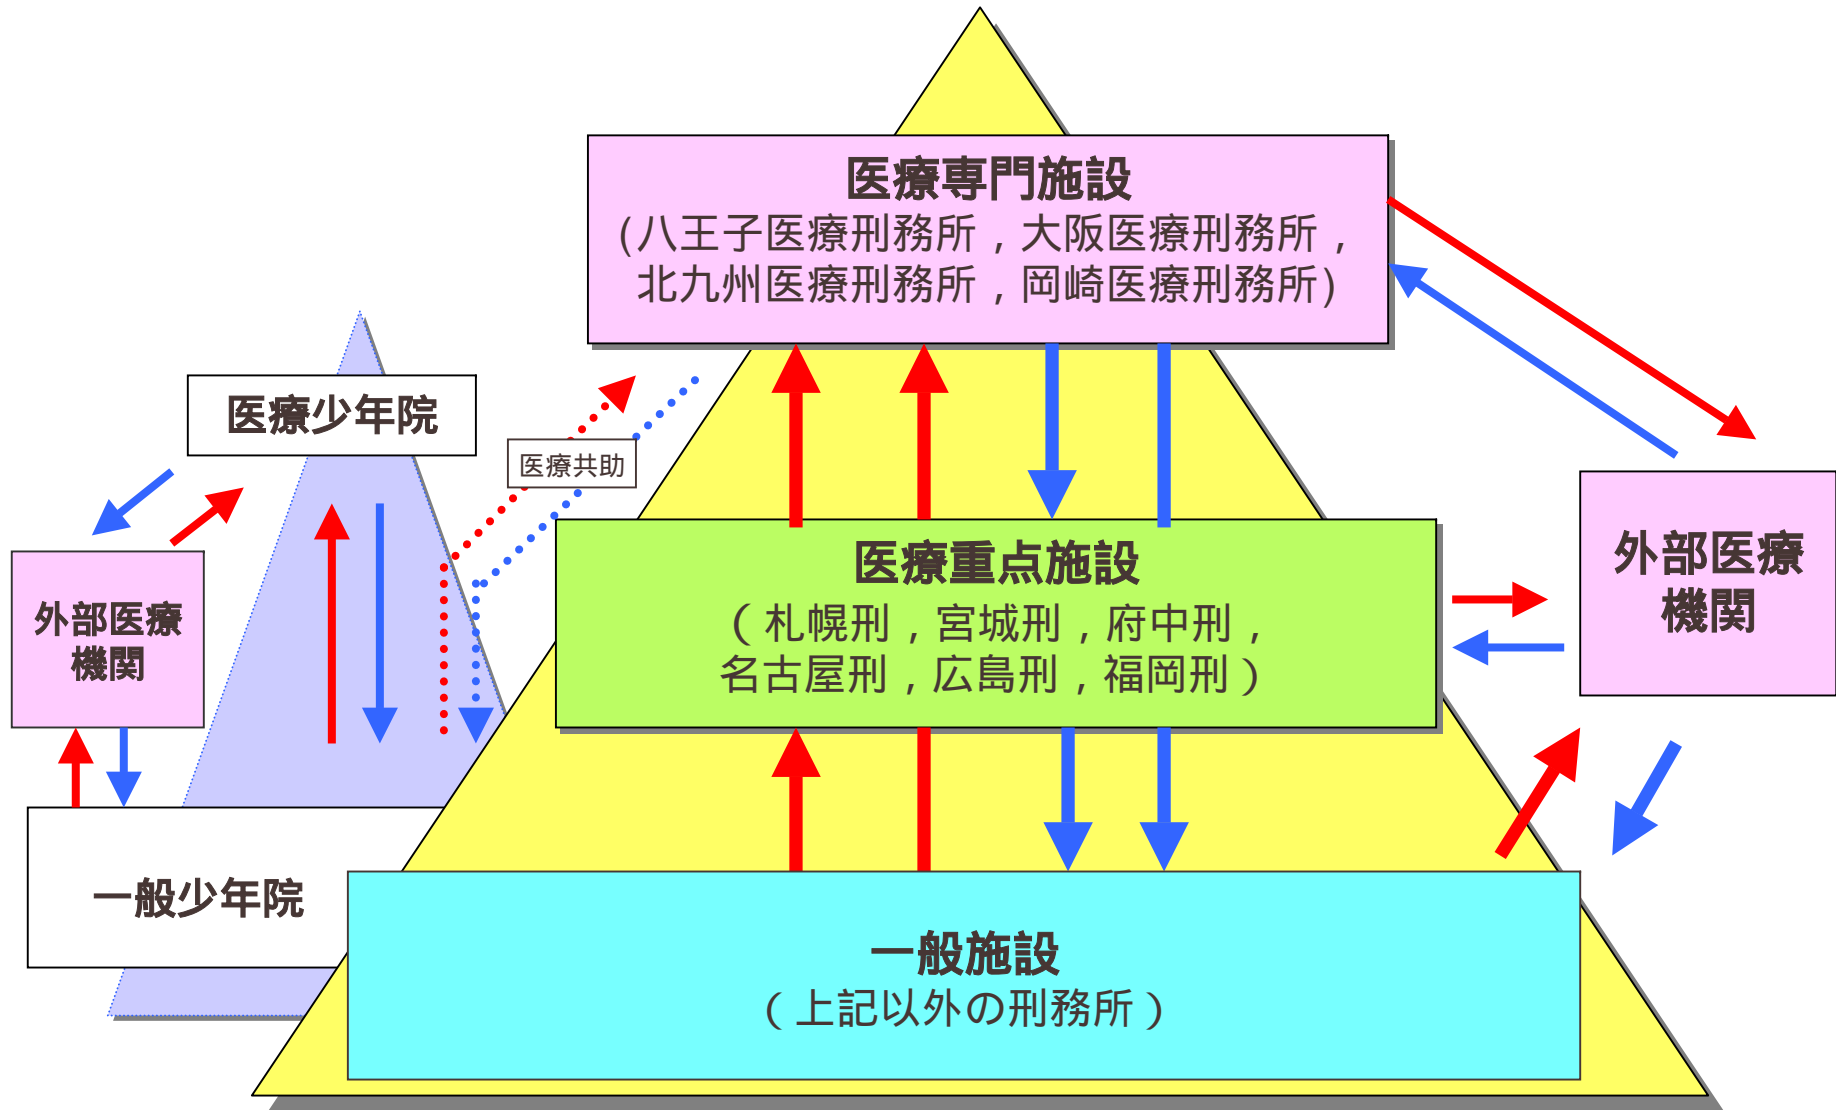 医療専門施設
(八王子医療刑務所，大阪医療刑務所，
北九州医療刑務所，岡崎医療刑務所)
医療少年院
医療共助
医療重点施設
（札幌刑，宮城刑，府中刑，
名古屋刑，広島刑，福岡刑）
外部医療
機関
外部医療
機関
一般少年院
一般施設
（上記以外の刑務所）